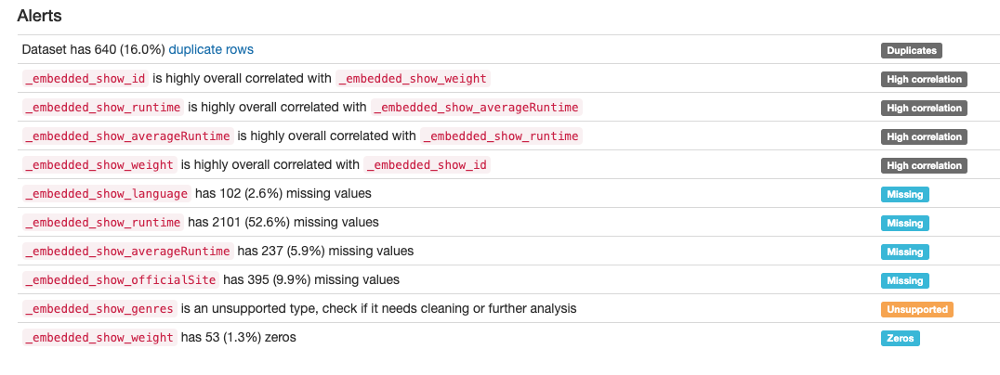 Alerts
Dataset has 640 (16.0%) duplicate rows Duplicates
_embedded_show_id is highly overall correlated with _embedded_show_weight High correlation
_embedded_show_runtime is highly overall correlated with _embedded_show_averageRuntime High correlation
_embedded_show_averageRuntime is highly overall correlated with _embedded_show_runtime High correlation
_embedded_show_weight is highly overall correlated with _embedded_show_id High correlation
_embedded_show_language has 102 (2.6%) missing values Missing
_embedded_show_runtime has 2101 (52.6%) missing values Missing
_embedded_show_averageRuntime has 237 (5.9%) missing values Missing
_embedded_show_officialSite has 395 (9.9%) missing values Missing
_embedded_show_genres is an unsupported type, check if it needs cleaning or further analysis Unsupported
_embedded_show_weight has 53 (1.3%) zeros Zeros